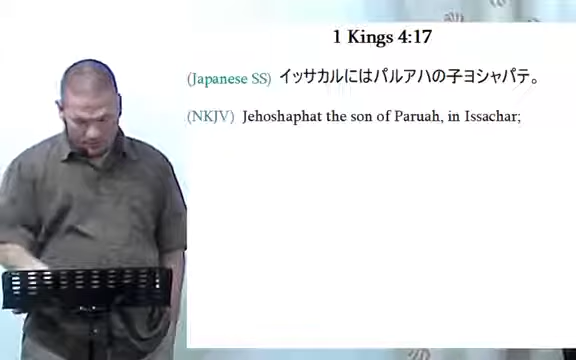 1 Kings 4:17
(Japanese SS) イッサカルにはパルアハの子ヨシャパテ。
(NKJV) Jehoshaphat the son of Paruah, in Issachar;